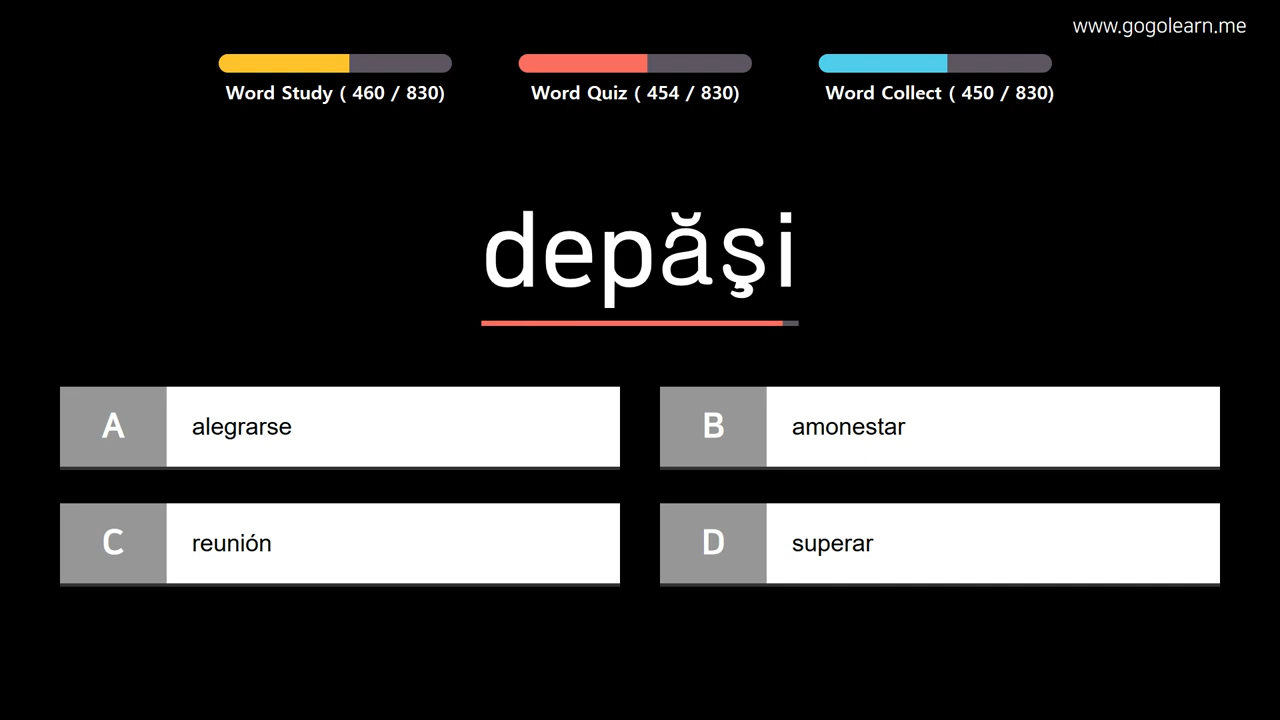 www.gogolearn.me
Word Study ( 460 / 830)
Word Quiz ( 454 / 830)
Word Collect ( 450 / 830)
depăşi
A alegrarse
B amonestar
C reunión
D superar